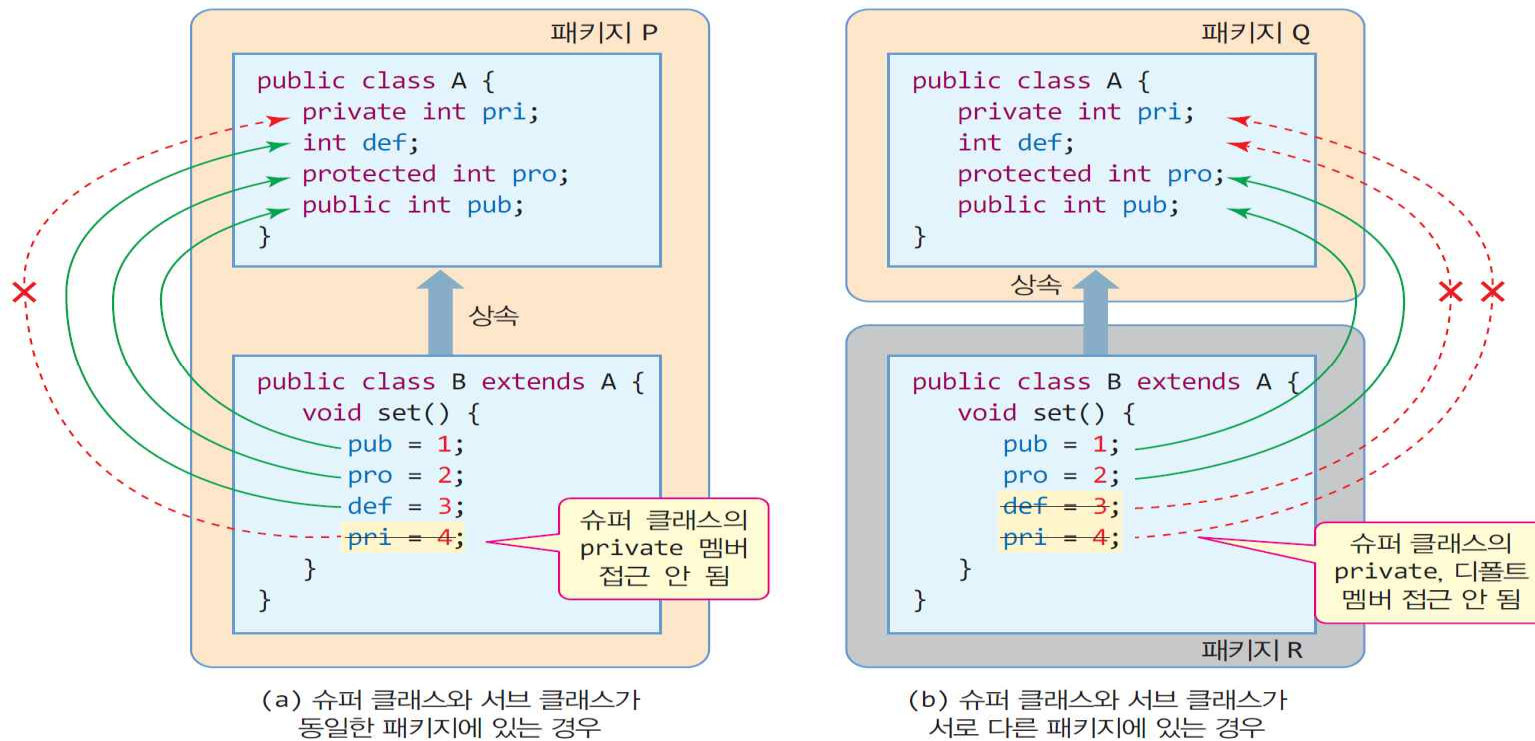 패키지 P
public class A {
private int pri;
int def;
protected int pro;
public int pub;
}
상속
public class B extends A {
void set() {
pub = 1;
pro = 2;
def = 3;
pri = 4;
}
}
슈퍼 클래스의
private 멤버
접근 안 됨
(a) 슈퍼 클래스와 서브 클래스가
동일한 패키지에 있는 경우
패키지 Q
public class A {
private int pri;
int def;
protected int pro;
public int pub;
}
상속
public class B extends A {
void set() {
pub = 1;
pro = 2;
def = 3;
pri = 4;
}
}
슈퍼 클래스의
private, 디폴트
멤버 접근 안 됨
패키지 R
(b) 슈퍼 클래스와 서브 클래스가
서로 다른 패키지에 있는 경우